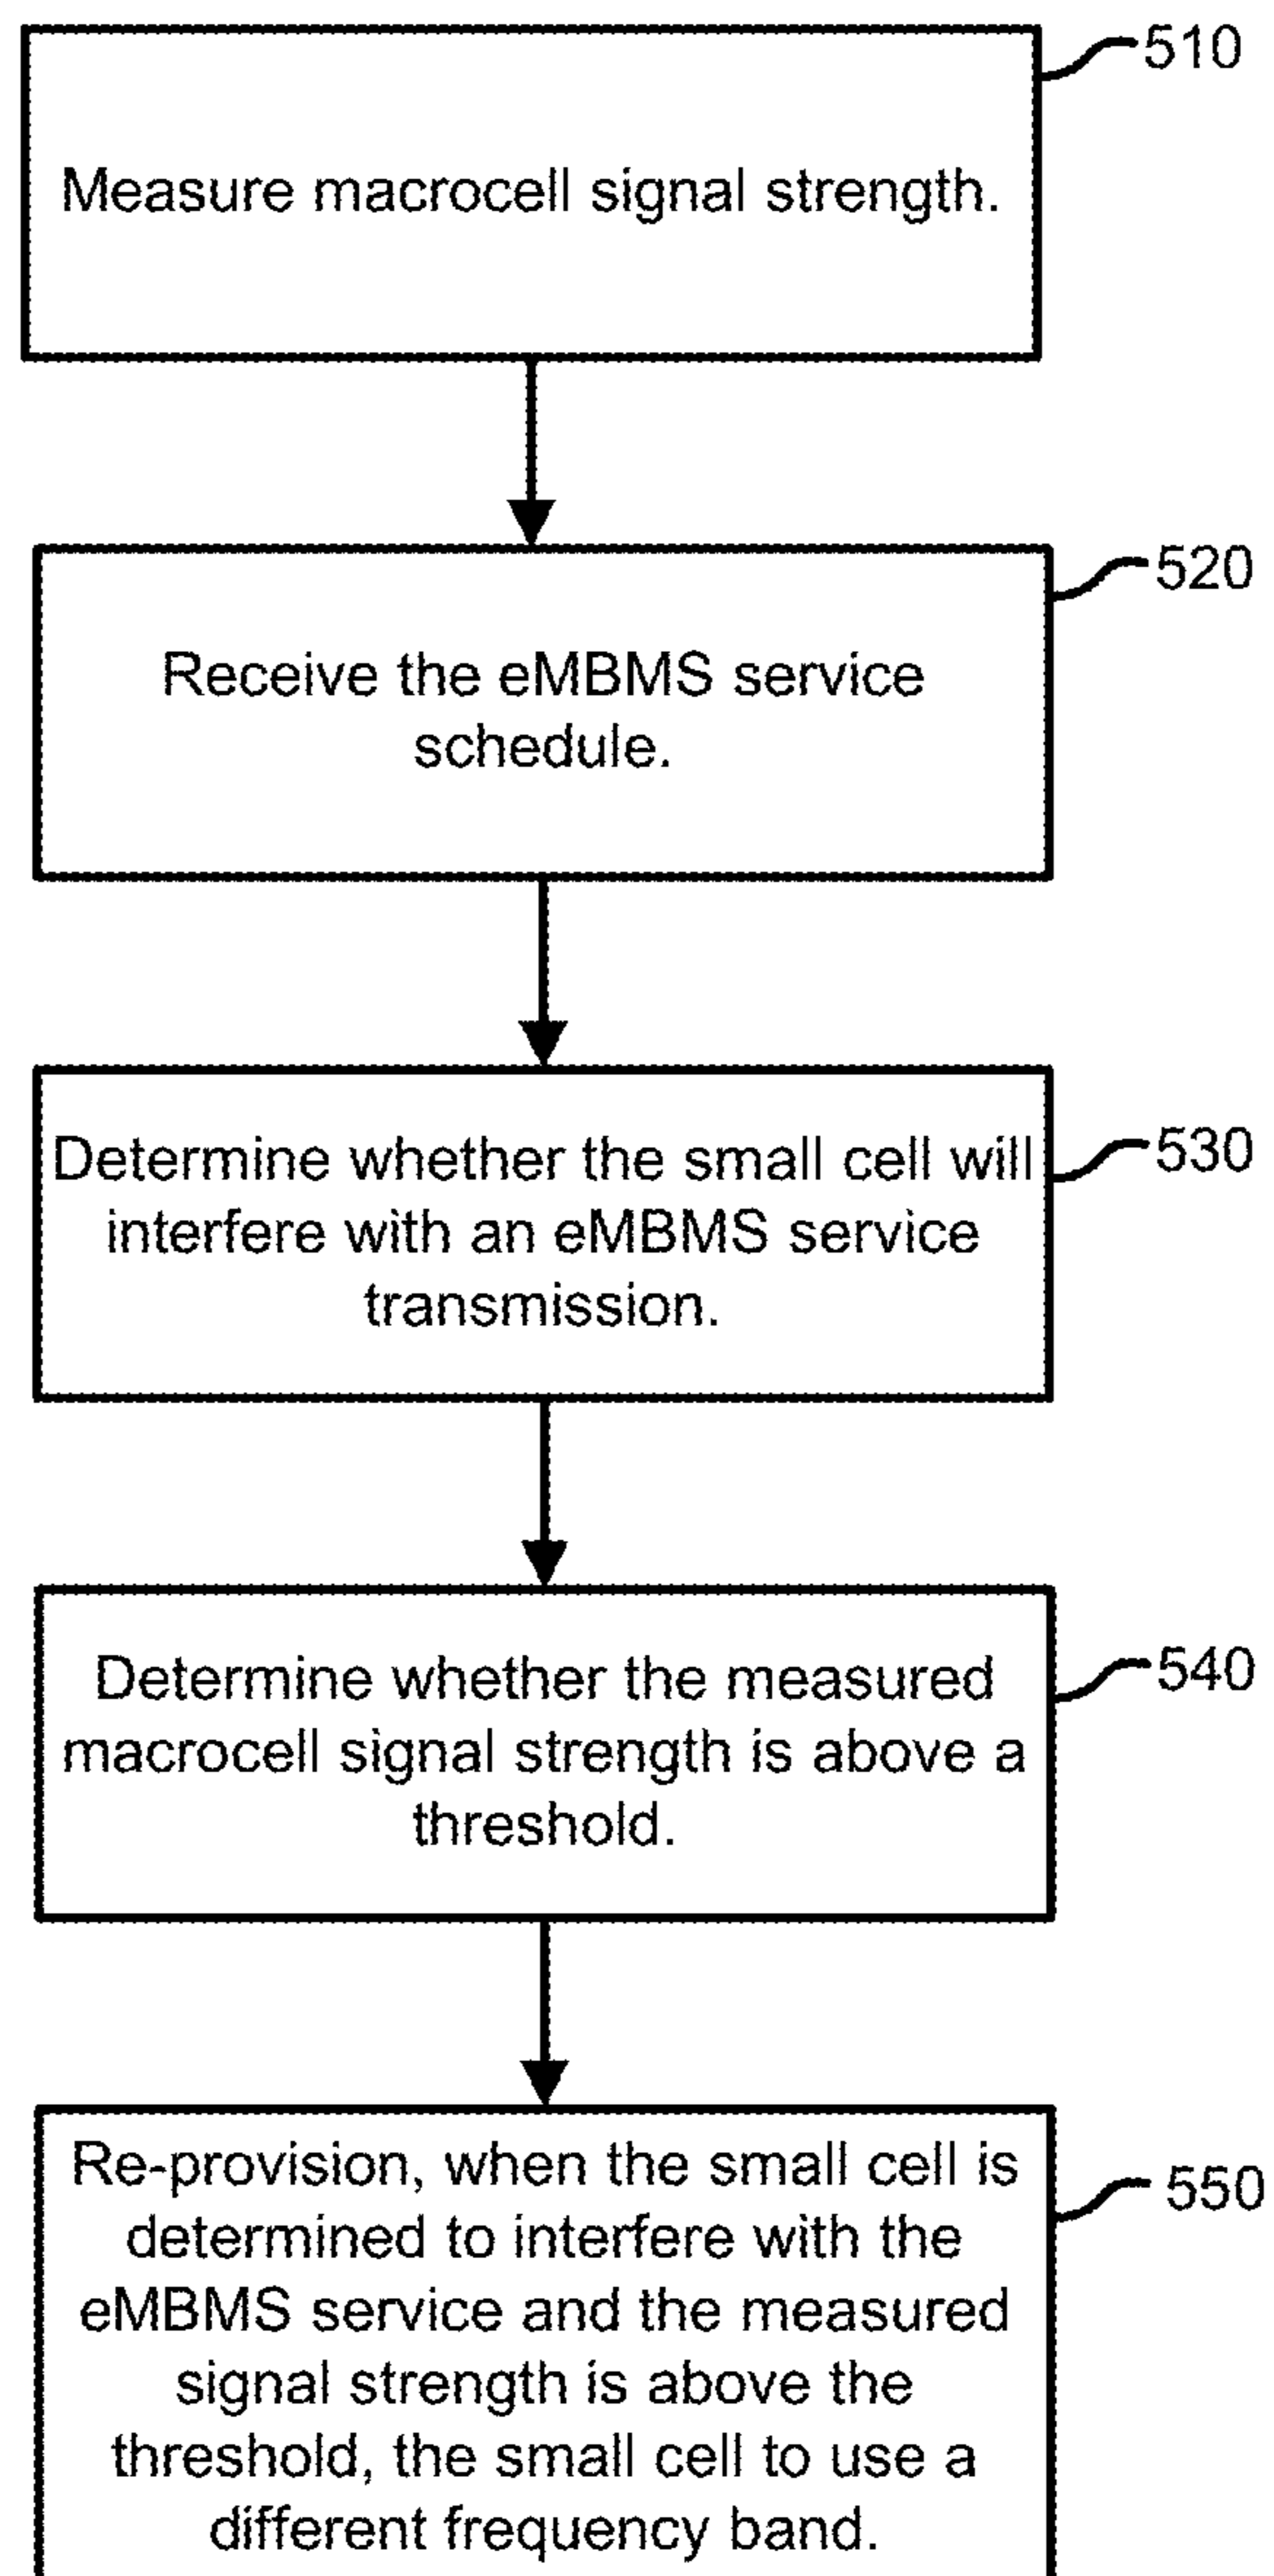 510
Measure macrocell signal strength.
520
Receive the eMBMS service
schedule.
530
Determine whether the small cell will
interfere with an eMBMS service
transmission.
540
Determine whether the measured
macrocell signal strength is above a
threshold.
550
Re-provision, when the small cell is
determined to interfere with the
eMBMS service and the measured
signal strength is above the
threshold, the small cell to use a
different frequency band.